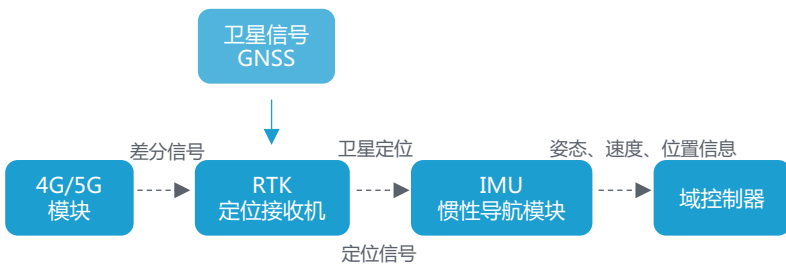 卫星信号
GNSS
差分信号
卫星定位
姿态、速度、位置信息
4G/5G
模块
RTK
定位接收机
IMU
惯性导航模块
域控制器
定位信号